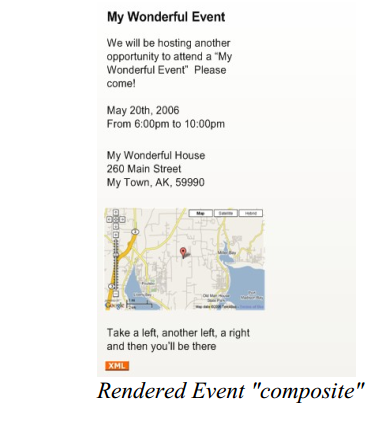 My Wonderful Event
We will be hosting another
opportunity to attend a “My
Wonderful Event”  Please
come!
May 20th, 2006
From 6:00pm to 10:00pm
My Wonderful House
260 Main Street
My Town, AK, 59990
Map Satellite Hybrid
Google
Take a left, another left, a right
and then you'll be there
XML
Rendered Event "composite"